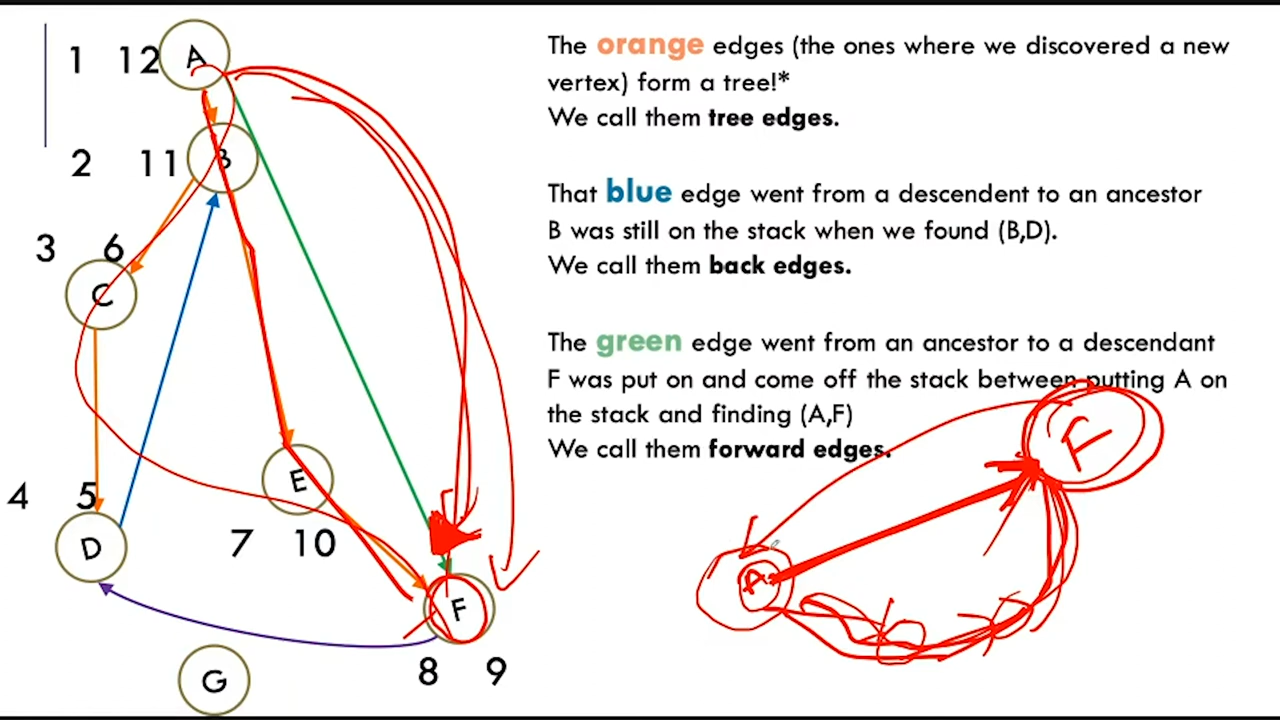 1 12 A
2 11 B
3 6
C
4 5
D
E
7 10
F
8 9
G
The orange edges (the ones where we discovered a new
vertex) form a tree!*
We call them tree edges.
That blue edge went from a descendent to an ancestor
B was still on the stack when we found (B,D).
We call them back edges.
The green edge went from an ancestor to a descendant
F was put on and come off the stack between putting A on
the stack and finding (A,F)
We call them forward edges.
F
A